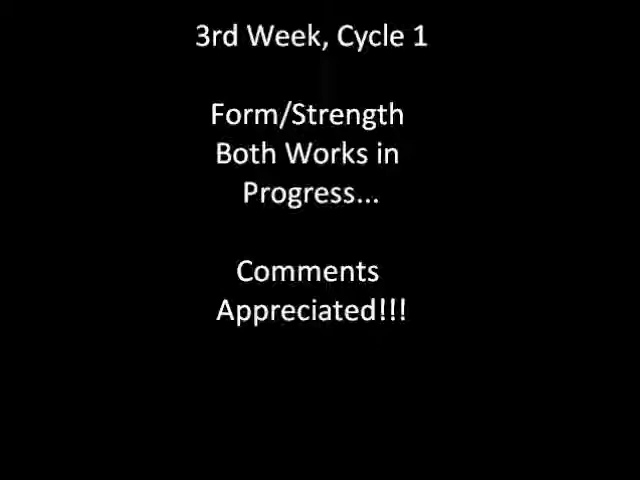 3rd Week, Cycle 1
Form/Strength
Both Works in
Progress...
Comments
Appreciated!!!